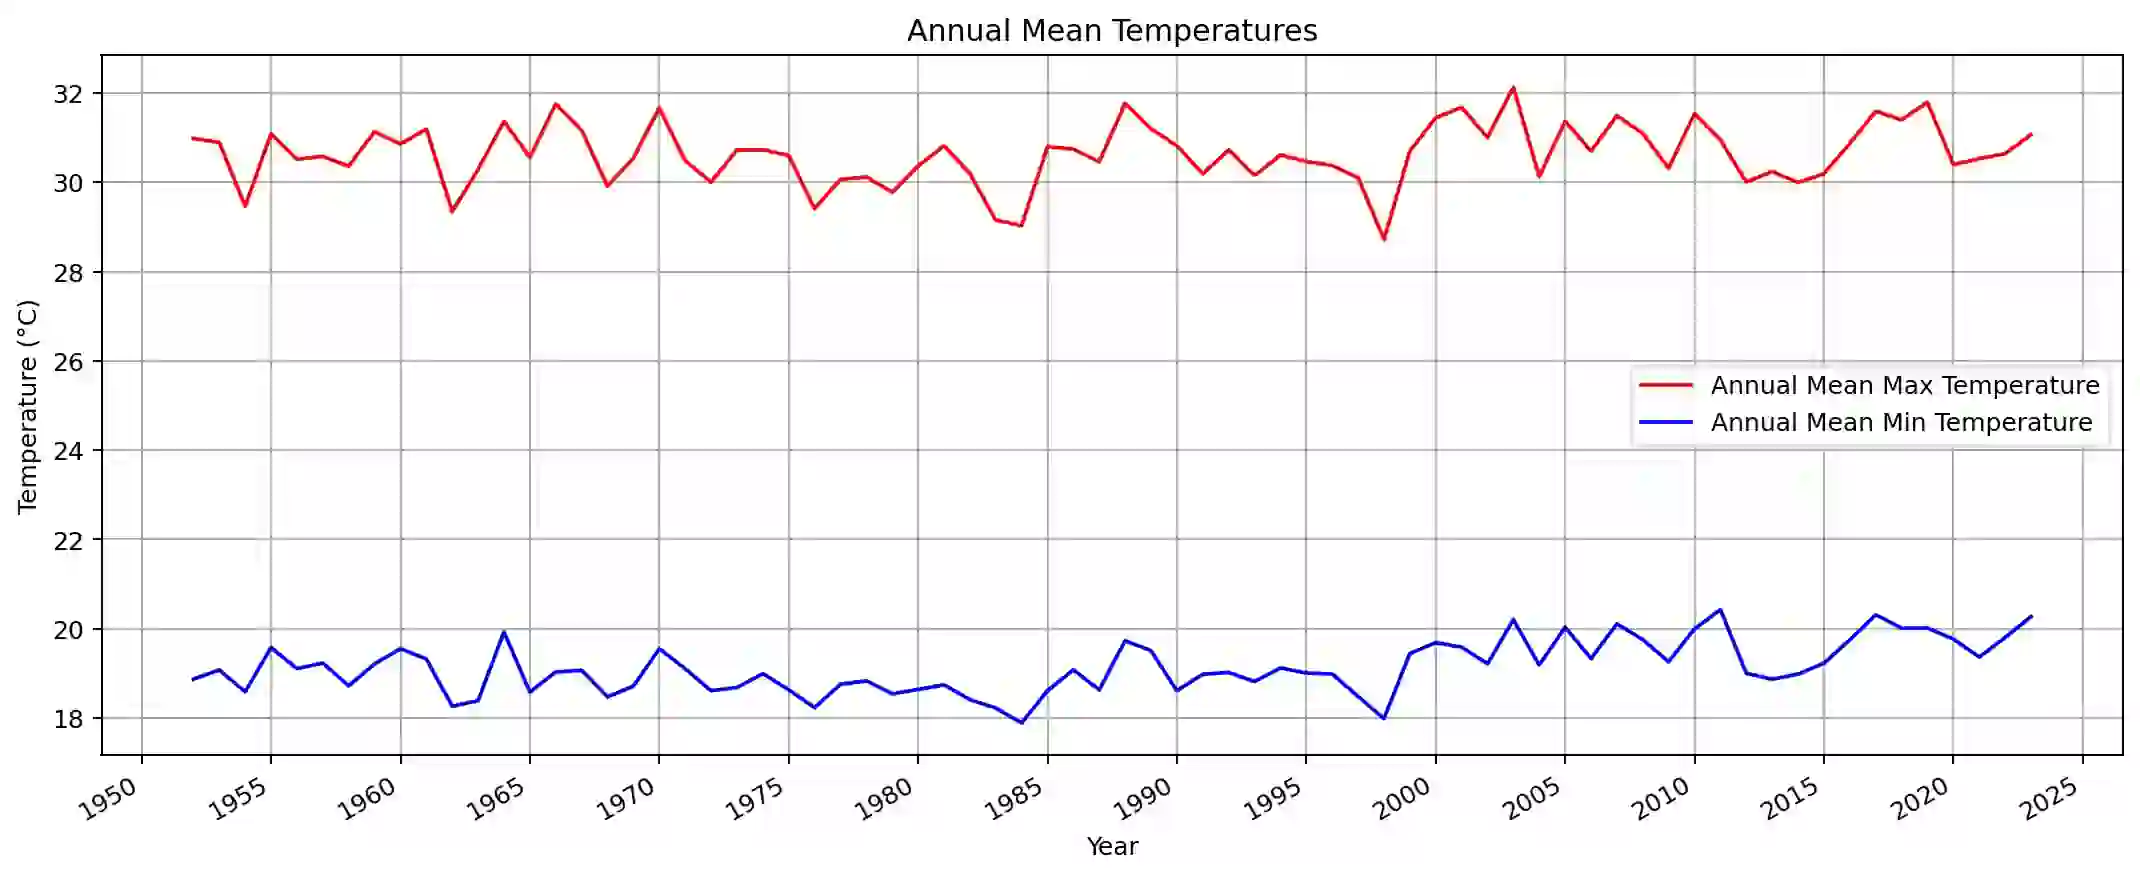 Annual Mean Temperatures
32
30
28
26
24
22
20
18
Temperature (°C)
Annual Mean Max Temperature
Annual Mean Min Temperature
1950 1955 1960 1965 1970 1975 1980 1985 1990 1995 2000 2005 2010 2015 2020 2025
Year